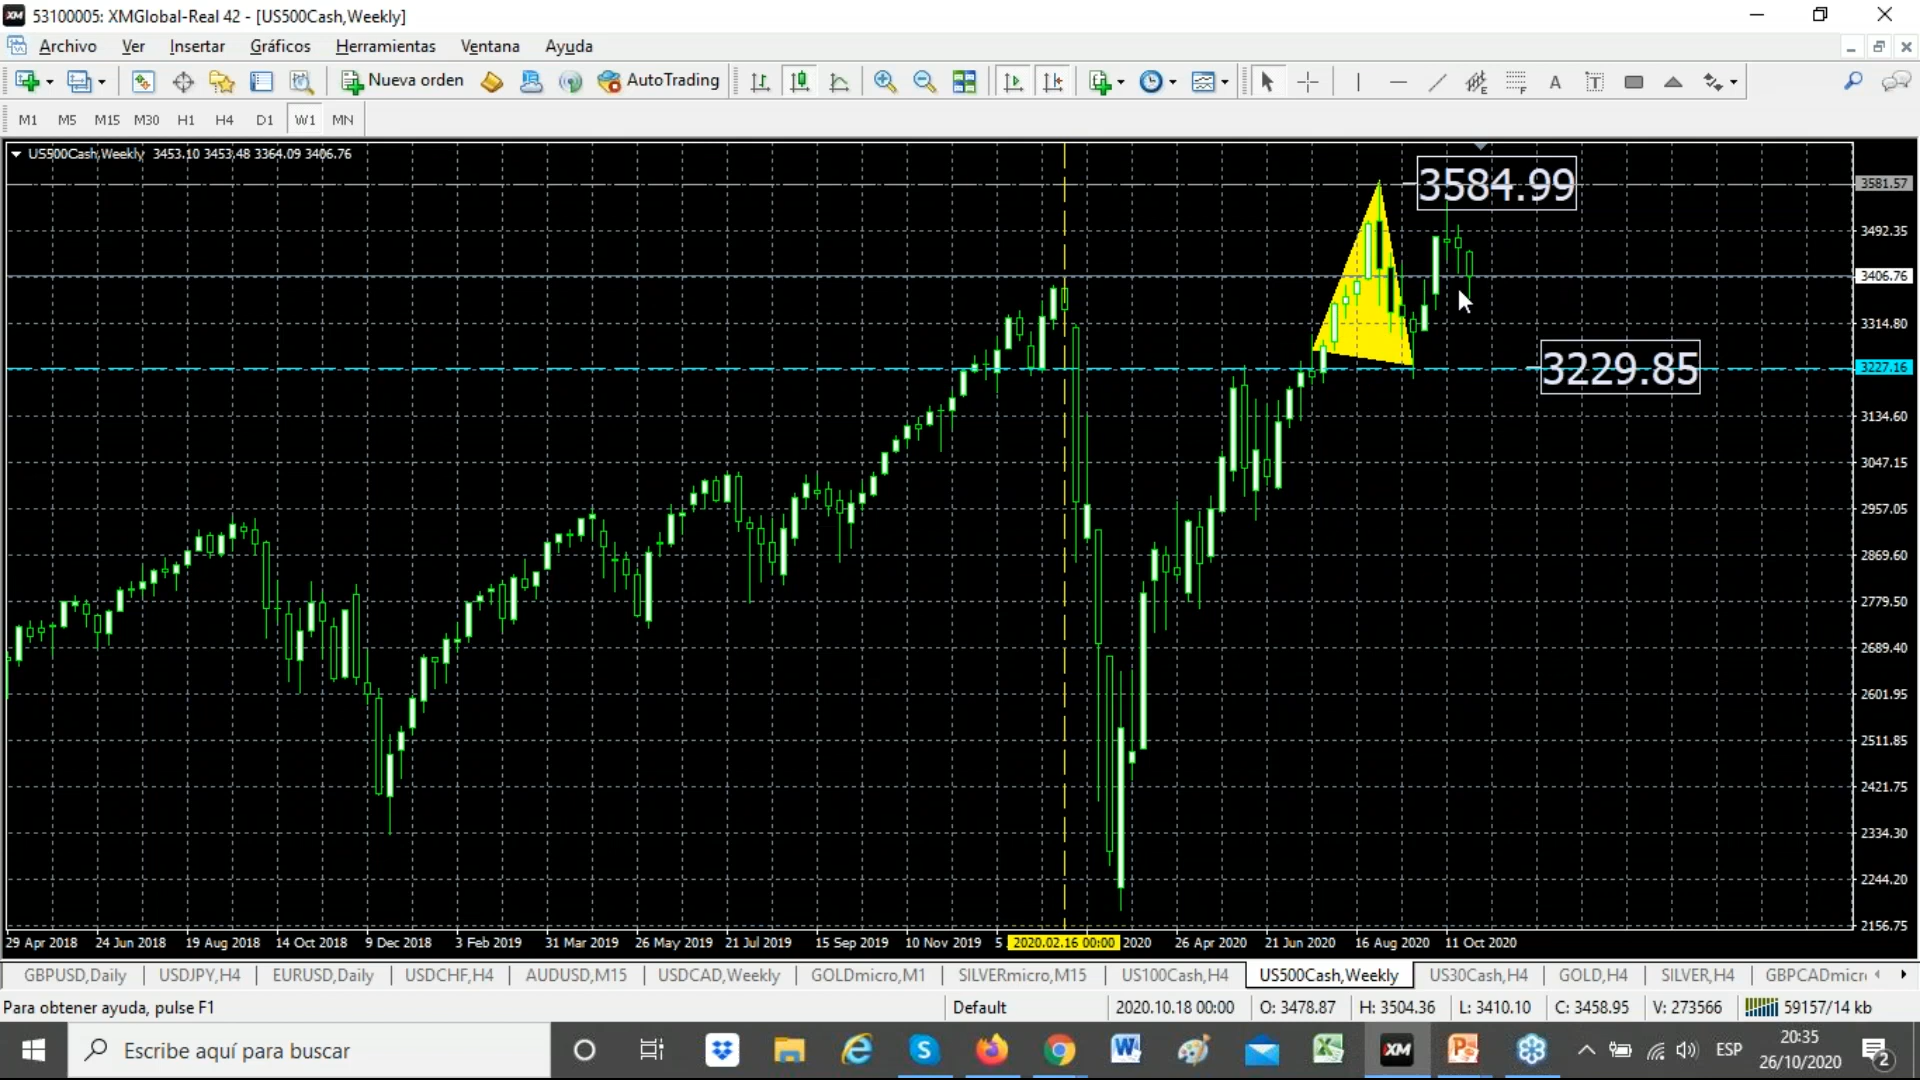 53100005: XMGlobal-Real 42 - [US500Cash,Weekly]
Archivo Ver Insertar Gráficos Herramientas Ventana Ayuda
Nueva orden AutoTrading
M1 M5 M15 M30 H1 H4 D1 W1 MN
US500Cash,Weekly 3453.10 3453.48 3364.09 3406.76
3584.99
3581.57
3492.35
3406.76
3314.80
3229.85
3227.16
3134.60
3047.15
2957.05
2869.60
2779.50
2689.40
2601.95
2511.85
2421.75
2334.30
2244.20
2156.75
29 Apr 2018 24 Jun 2018 19 Aug 2018 14 Oct 2018 9 Dec 2018 3 Feb 2019 31 Mar 2019 26 May 2019 21 Jul 2019 15 Sep 2019 10 Nov 2019 5 2020.02.16 00:00 2020 26 Apr 2020 21 Jun 2020 16 Aug 2020 11 Oct 2020
GBPUSD,Daily USDJPY,H4 EURUSD,Daily USDCHF,H4 AUDUSD,M15 USDCAD,Weekly GOLDmicro,M1 SILVERmicro,M15 US100Cash,H4 US500Cash,Weekly US30Cash,H4 GOLD,H4 SILVER,H4 GBPCADmicr
Para obtener ayuda, pulse F1 Default 2020.10.18 00:00 O: 3478.87 H: 3504.36 L: 3410.10 C: 3458.95 V: 273566 59157/14 kb
Escribe aquí para buscar ESP 20:35
26/10/2020 2